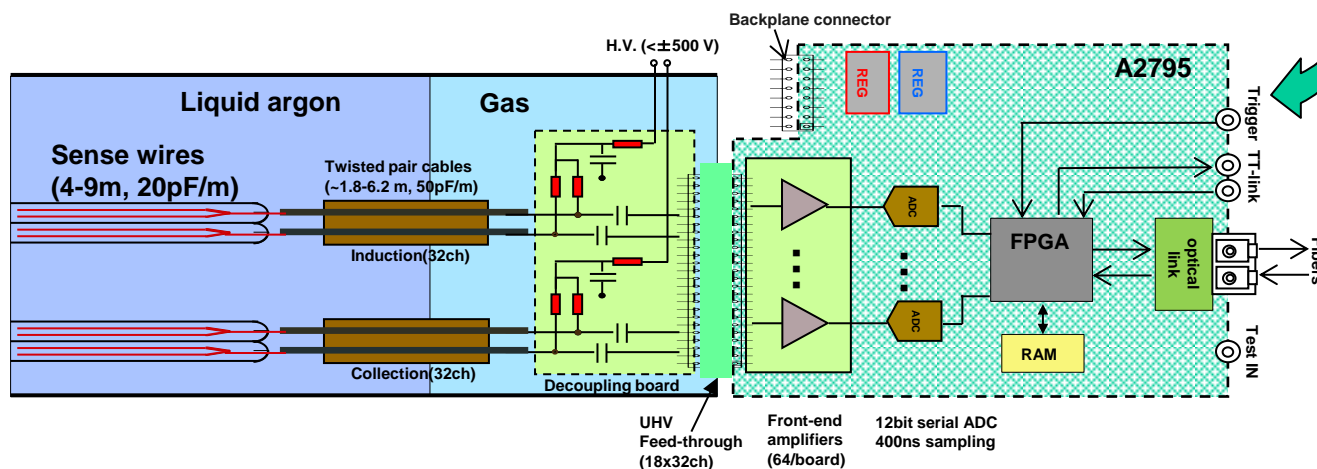 Backplane connector
H.V. (<±500 V)
A2795
REG
REG
Liquid argon
Gas
Trigger
TT-link
Sense wires
(4-9m, 20pF/m)
Twisted pair cables
(~1.8-6.2 m, 50pF/m)
ADC
FPGA
optical
link
Fibers
Induction(32ch)
ADC
RAM
Test IN
Collection(32ch)
Decoupling board
UHV
Feed-through
(18x32ch)
Front-end
amplifiers
(64/board)
12bit serial ADC
400ns sampling